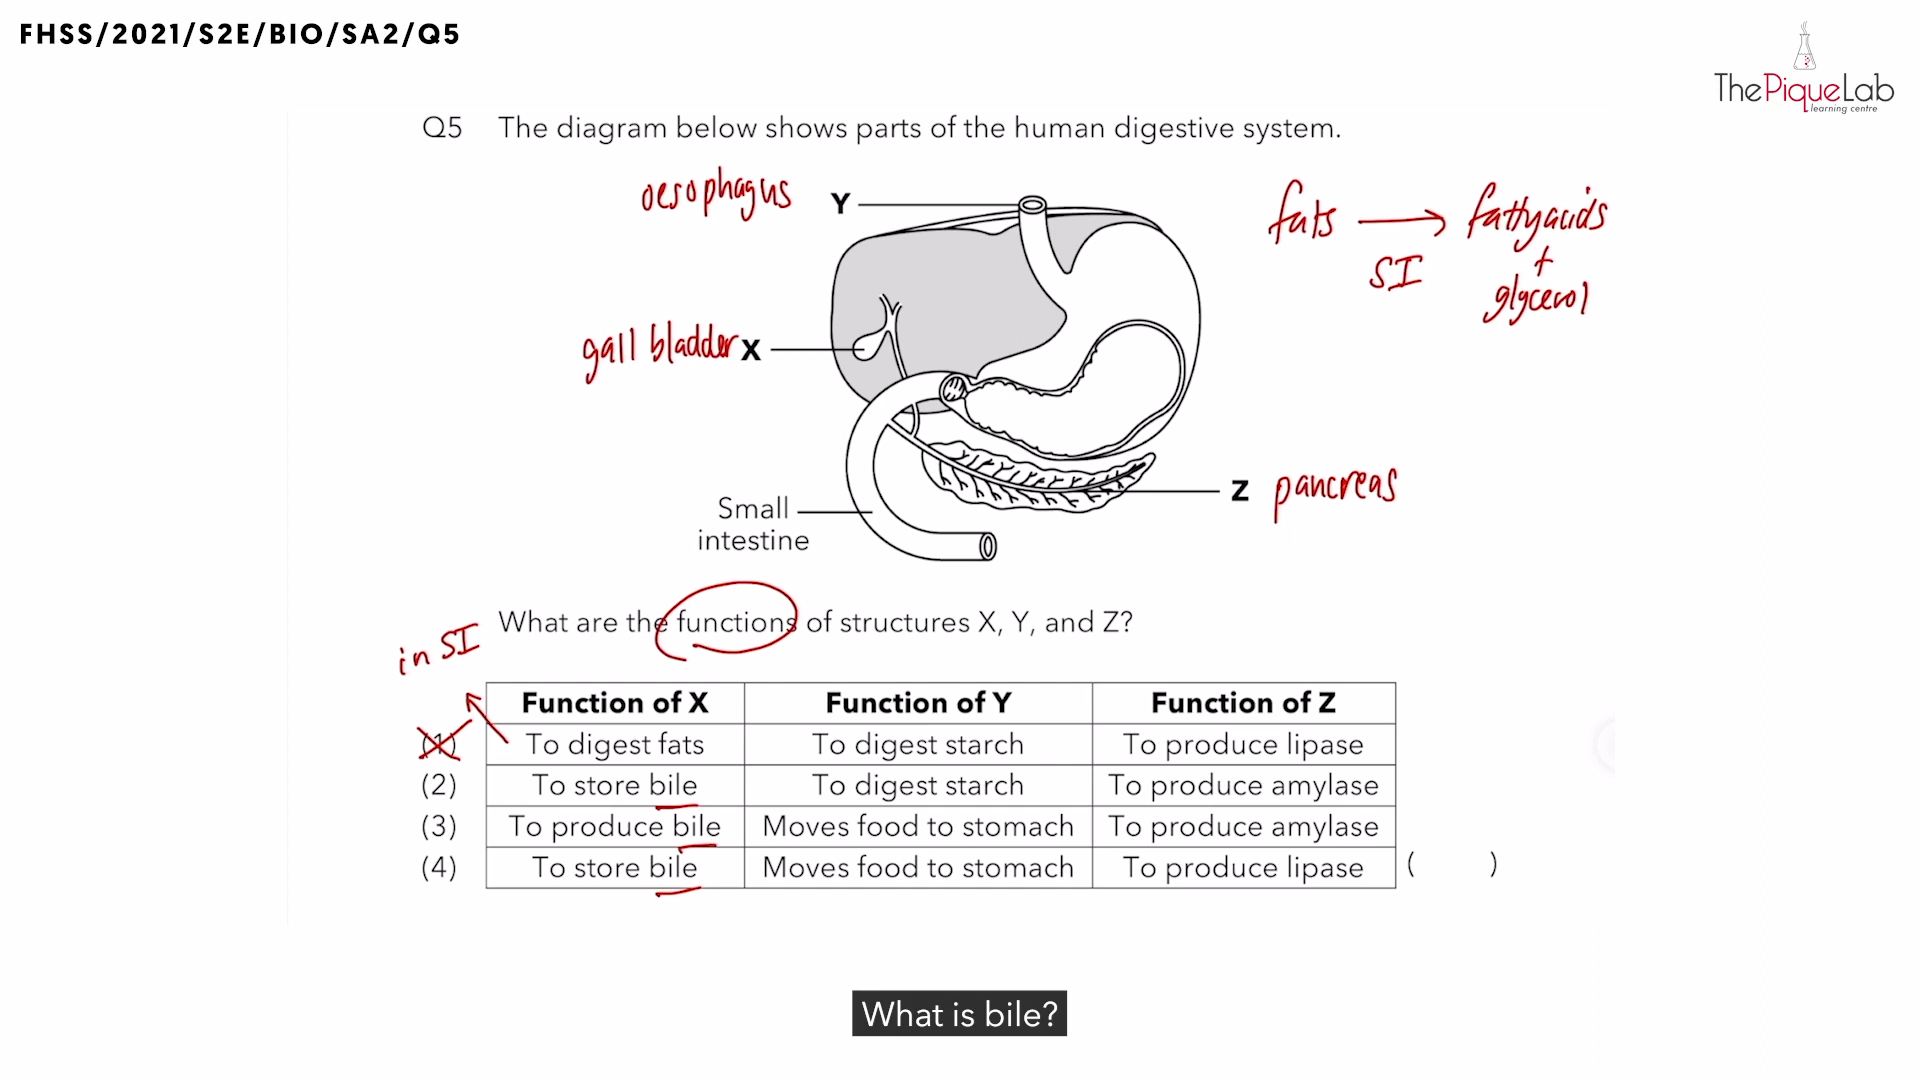 FHSS/2021/S2E/BIO/SA2/Q5
ThePiqueLab
learning centre
Q5 The diagram below shows parts of the human digestive system.
oesophagus Y
fats → fatty acids
SI
+
glycerol
gall bladder X
Z pancreas
Small
intestine
What are the functions of structures X, Y, and Z?
in SI
Function of X Function of Y Function of Z
(1) To digest fats To digest starch To produce lipase
(2) To store bile To digest starch To produce amylase
(3) To produce bile Moves food to stomach To produce amylase
(4) To store bile Moves food to stomach To produce lipase ( )
What is bile?